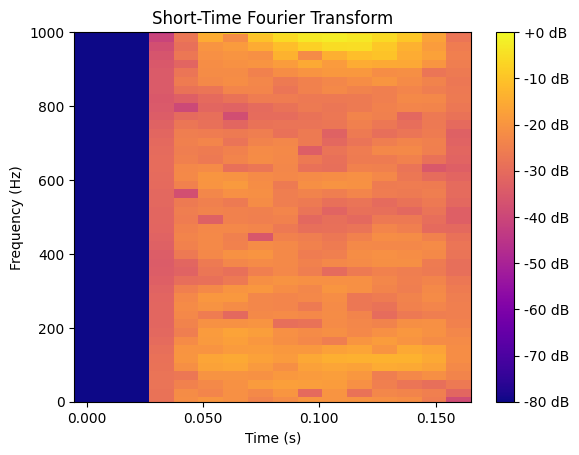 Short-Time Fourier Transform
1000
800
600
400
200
0
Frequency (Hz)
0.000
0.050
0.100
0.150
Time (s)
+0 dB
-10 dB
-20 dB
-30 dB
-40 dB
-50 dB
-60 dB
-70 dB
-80 dB